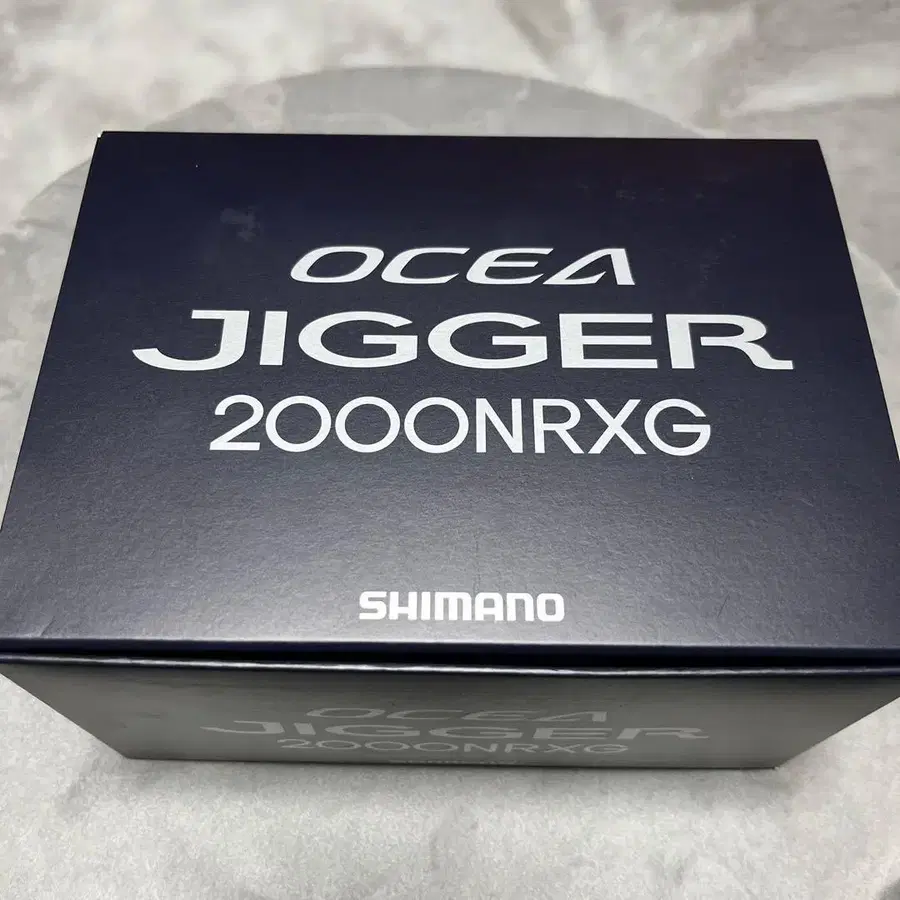 OCEA
JIGGER
2000NRXG
SHIMANO
OCEA
JIGGER
2000NRXG